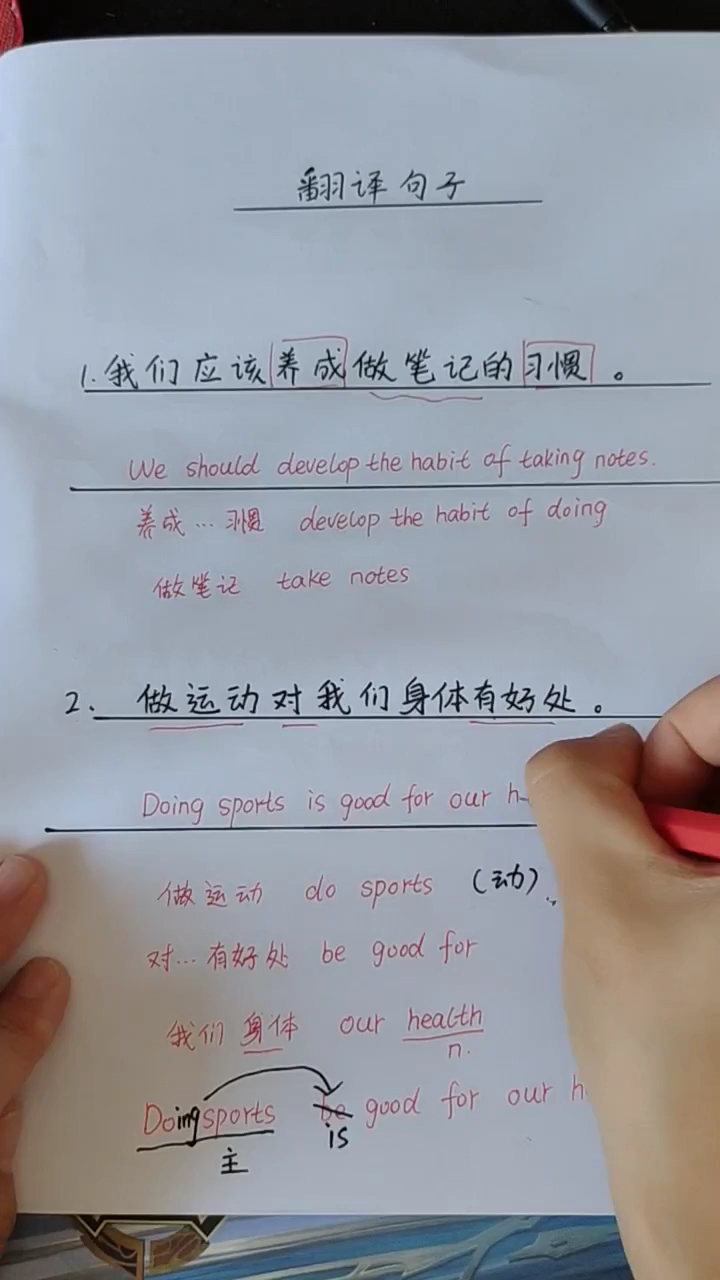 翻译句子
1.我们应该养成做笔记的习惯。
We should develop the habit of taking notes.
养成…习惯 develop the habit of doing
做笔记 take notes
2. 做运动对我们身体有好处。
Doing sports is good for our h
做运动 do sports (动)
对…有好处 be good for
我们身体 our health
n.
Doing sports be good for our h
is
主